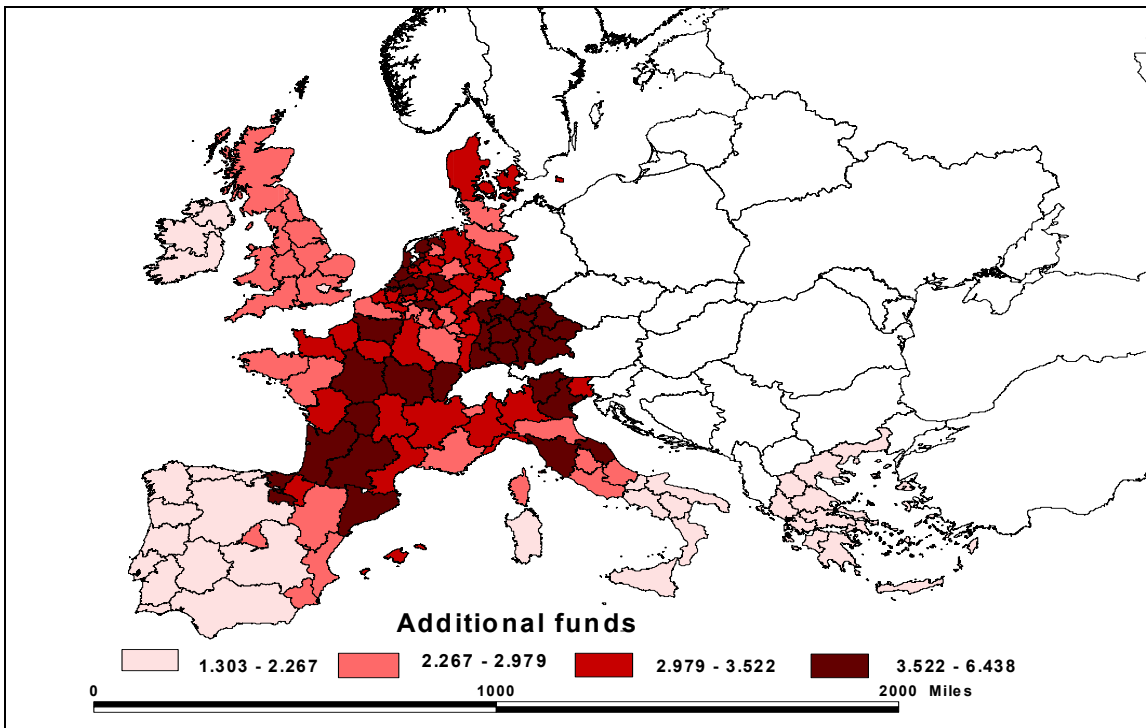 Additional funds
1.303 - 2.267 2.267 - 2.979 2.979 - 3.522 3.522 - 6.438
0 1000 2000 Miles